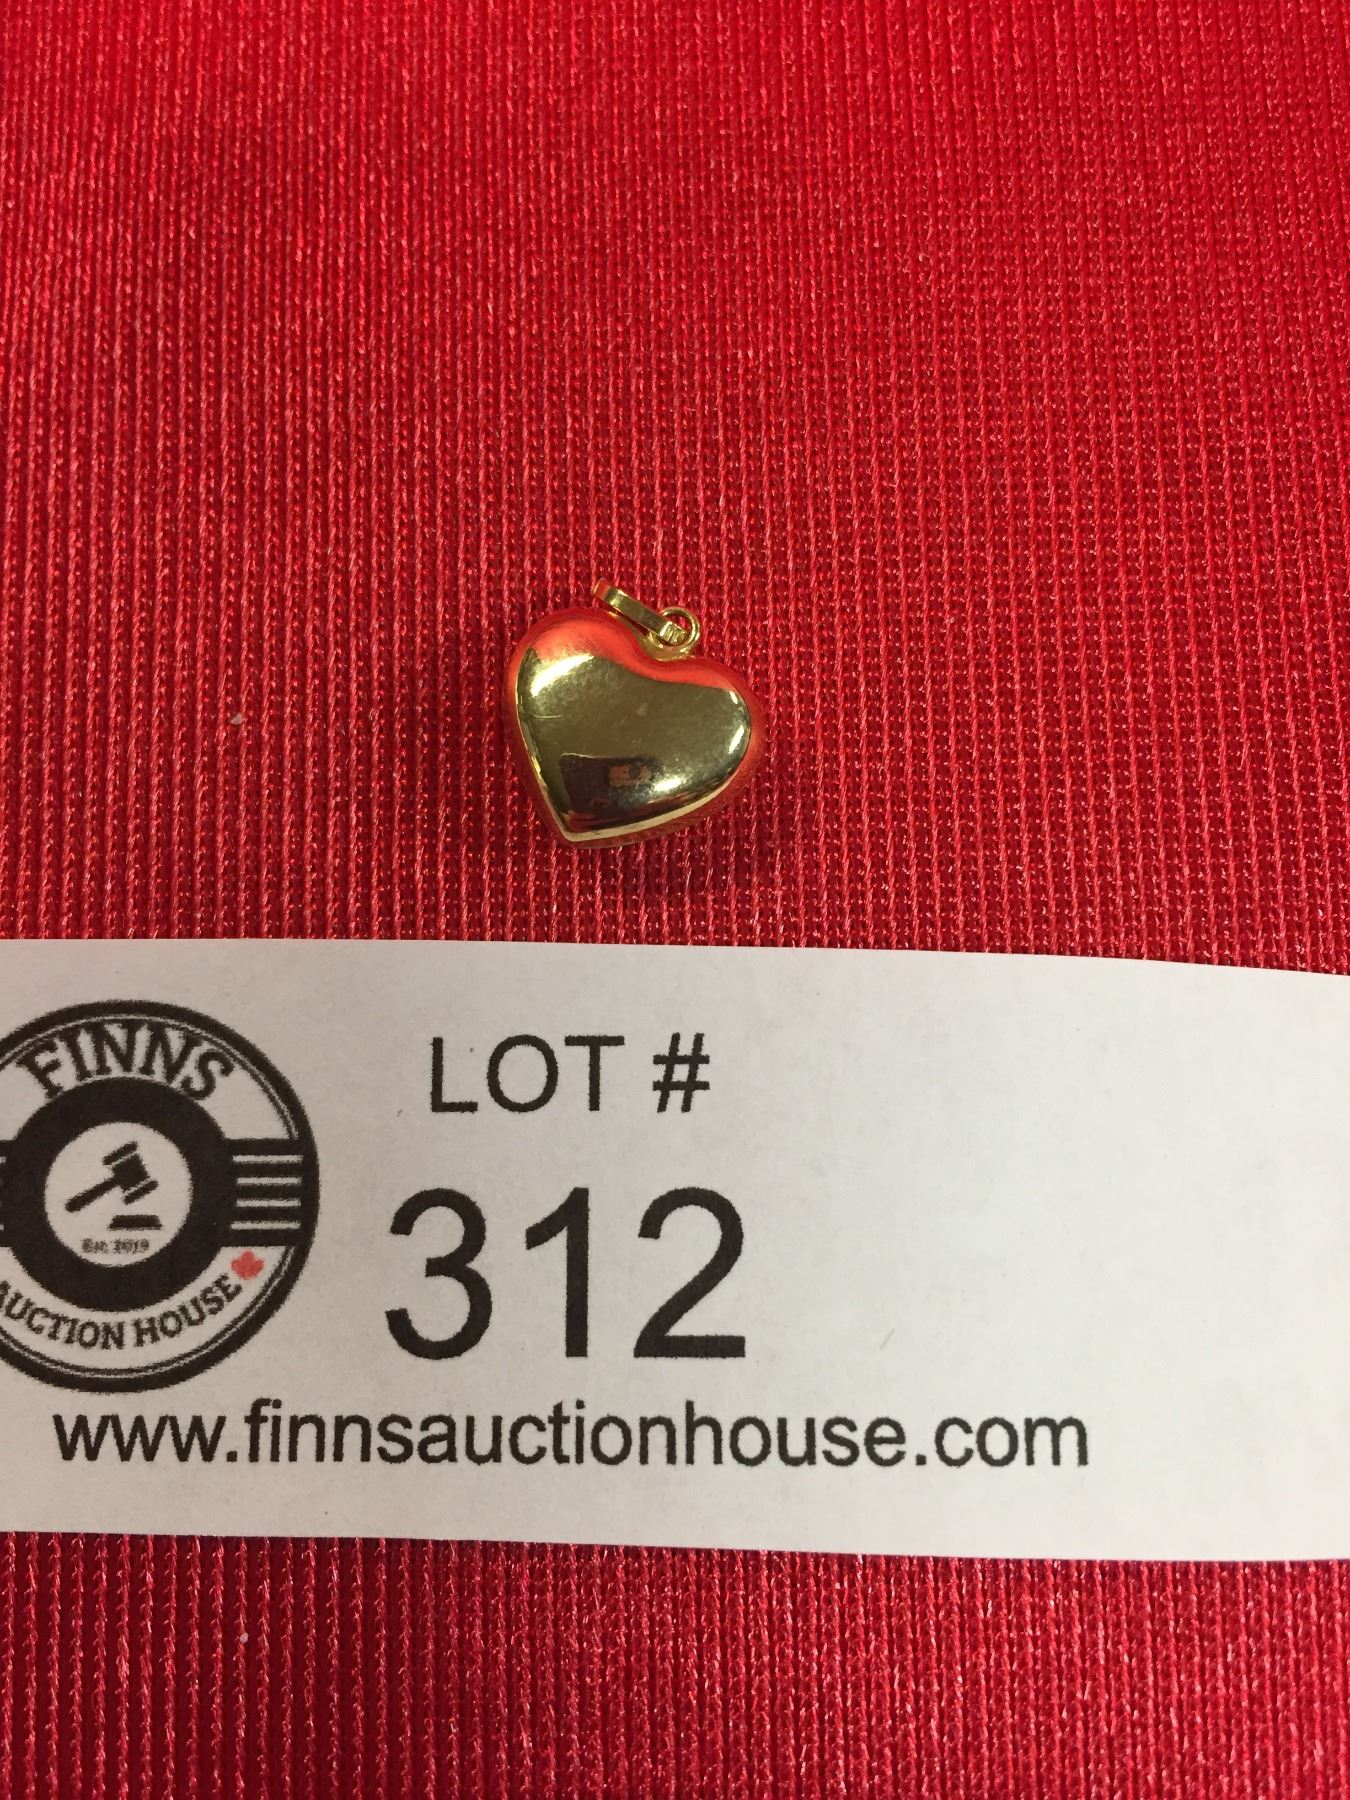 FINNS
Est. 2019
AUCTION HOUSE
LOT #
312
www.finnsauctionhouse.com